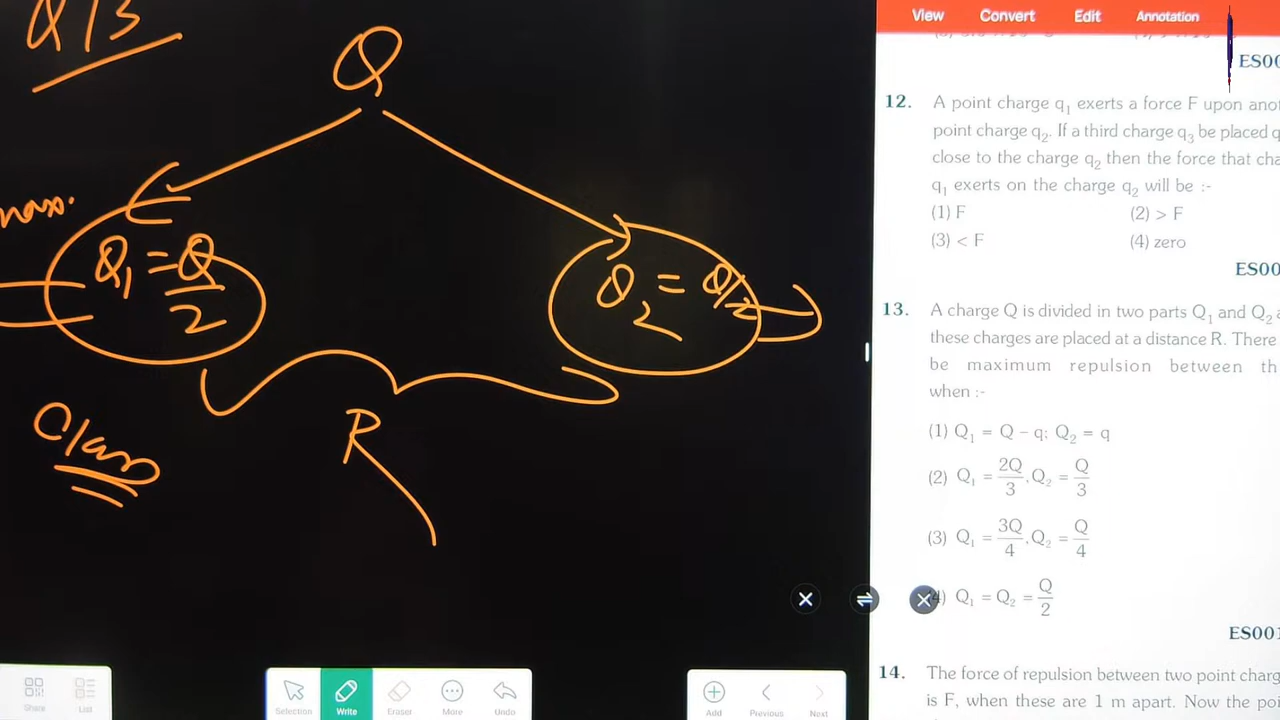 Q13
Q
max.
Q₁ = Q/2
Q₂ = Q/2
R
Class
Share
List
Selection
Write
Eraser
More
Undo
Add
Previous
Next
View Convert Edit Annotation
ES00
12. A point charge q₁ exerts a force F upon anot
point charge q₂. If a third charge q₃ be placed q
close to the charge q₂ then the force that cha
q₁ exerts on the charge q₂ will be :-
(1) F (2) > F
(3) < F (4) zero
ES00
13. A charge Q is divided in two parts Q₁ and Q₂ a
these charges are placed at a distance R. There
be maximum repulsion between th
when :-
(1) Q₁ = Q – q; Q₂ = q
(2) Q₁ = 2Q/3, Q₂ = Q/3
(3) Q₁ = 3Q/4, Q₂ = Q/4
(4) Q₁ = Q₂ = Q/2
ES001
14. The force of repulsion between two point charg
is F, when these are 1 m apart. Now the poi